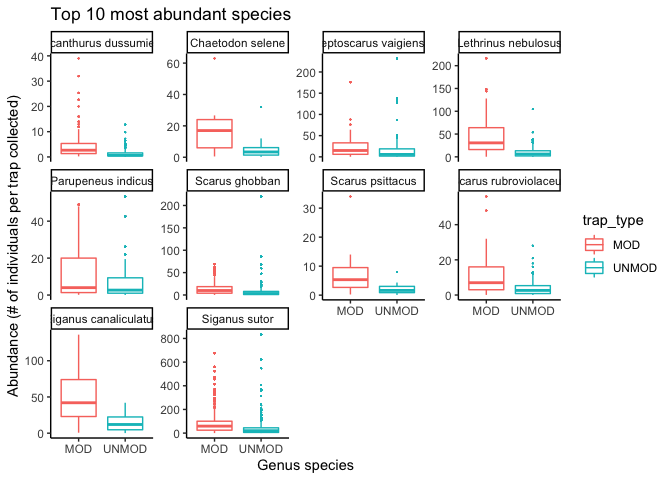 Top 10 most abundant species
canthurus dussumie
Chaetodon selene
eptoscarus vaigiens
Lethrinus nebulosus
40
30
20
10
0
60
40
20
0
200
150
100
50
0
200
150
100
50
0
Parupeneus indicus
Scarus ghobban
Scarus psittacus
carus rubroviolaceu
40
20
0
200
150
100
50
0
30
20
10
0
40
20
0
MOD UNMOD
MOD UNMOD
iganus canaliculatu
Siganus sutor
100
50
0
800
600
400
200
0
MOD UNMOD
MOD UNMOD
Genus species
Abundance (# of individuals per trap collected)
trap_type
MOD
UNMOD